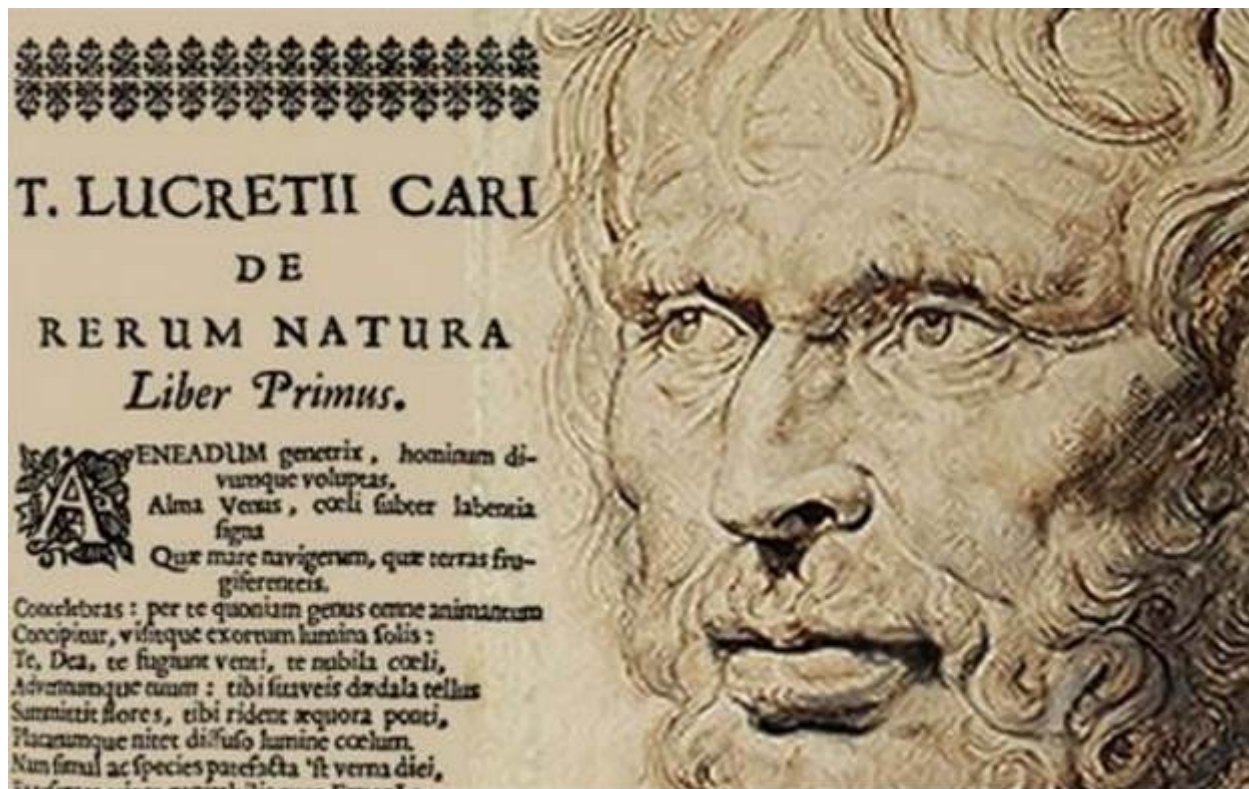 T. LUCRETII CARI
DE
RERUM NATURA
Liber Primus.
AENEADUM genetrix, hominum di-
vumque voluptas,
Alma Venus, cœli subter labentia
signa
Quæ mare navigerum, quæ terras fru-
giferenteis.
Concelebras : per te quoniam genus omne animantum
Concipitur, visitque exortum lumina solis :
Te, Dea, te fugiunt venti, te nubila cœli,
Adventumque tuum : tibi suaveis dædala tellus
Summittit flores, tibi rident æquora ponti,
Placatumque nitet diffuso lumine cœlum.
Nam simul ac species patefacta 'st verna diei,